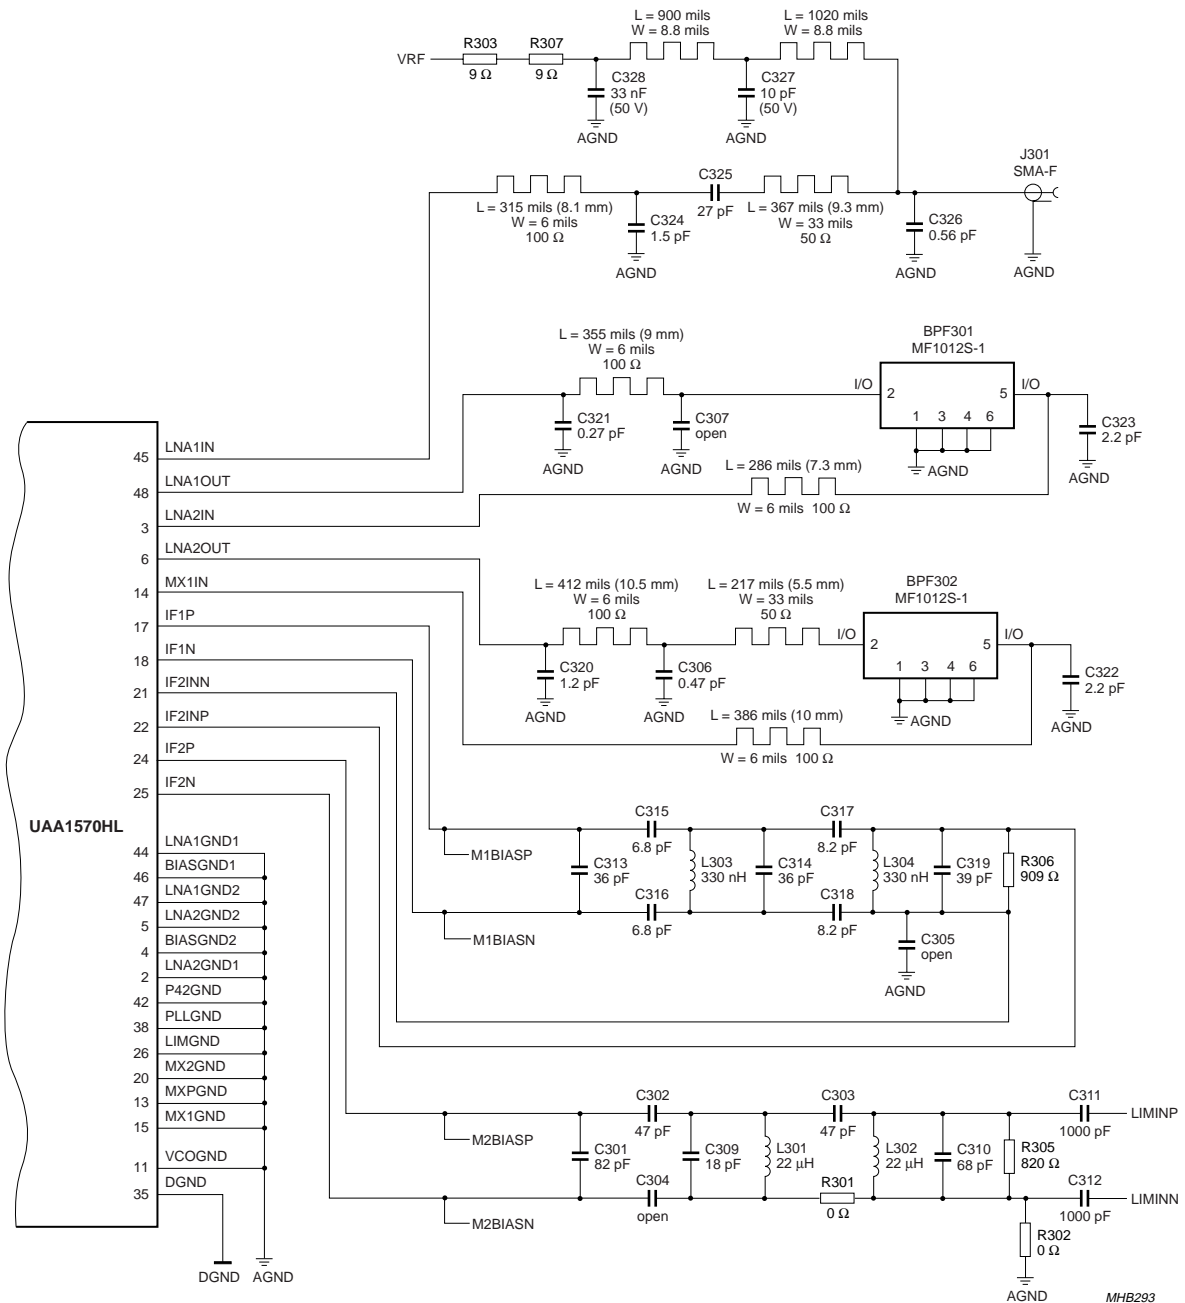 L = 900 mils
W = 8.8 mils
L = 1020 mils
W = 8.8 mils
VRF
R303
9 Ω
R307
9 Ω
C328
33 nF
(50 V)
AGND
C327
10 pF
(50 V)
AGND
J301
SMA-F
AGND
L = 315 mils (8.1 mm)
W = 6 mils
100 Ω
C324
1.5 pF
AGND
C325
27 pF
L = 367 mils (9.3 mm)
W = 33 mils
50 Ω
C326
0.56 pF
AGND
L = 355 mils (9 mm)
W = 6 mils
100 Ω
C321
0.27 pF
AGND
C307
open
AGND
BPF301
MF1012S-1
I/O
2
5
I/O
1
3
4
6
AGND
C323
2.2 pF
AGND
L = 286 mils (7.3 mm)
W = 6 mils 100 Ω
L = 412 mils (10.5 mm)
W = 6 mils
100 Ω
L = 217 mils (5.5 mm)
W = 33 mils
50 Ω
C320
1.2 pF
AGND
C306
0.47 pF
AGND
BPF302
MF1012S-1
I/O
2
5
I/O
1
3
4
6
AGND
C322
2.2 pF
AGND
L = 386 mils (10 mm)
W = 6 mils 100 Ω
UAA1570HL
45
LNA1IN
48
LNA1OUT
3
LNA2IN
6
LNA2OUT
14
MX1IN
17
IF1P
18
IF1N
21
IF2INN
22
IF2INP
24
IF2P
25
IF2N
44
LNA1GND1
46
BIASGND1
47
LNA1GND2
5
LNA2GND2
4
BIASGND2
2
LNA2GND1
42
P42GND
38
PLLGND
26
LIMGND
20
MX2GND
13
MXPGND
15
MX1GND
11
VCOGND
35
DGND
DGND
AGND
M1BIASP
M1BIASN
C313
36 pF
C315
6.8 pF
C316
6.8 pF
L303
330 nH
C314
36 pF
C317
8.2 pF
C318
8.2 pF
L304
330 nH
C319
39 pF
R306
909 Ω
C305
open
AGND
M2BIASP
M2BIASN
C301
82 pF
C302
47 pF
C304
open
C309
18 pF
L301
22 μH
C303
47 pF
R301
0 Ω
L302
22 μH
C310
68 pF
R305
820 Ω
C311
1000 pF
LIMINP
C312
1000 pF
LIMINN
R302
0 Ω
AGND
MHB293